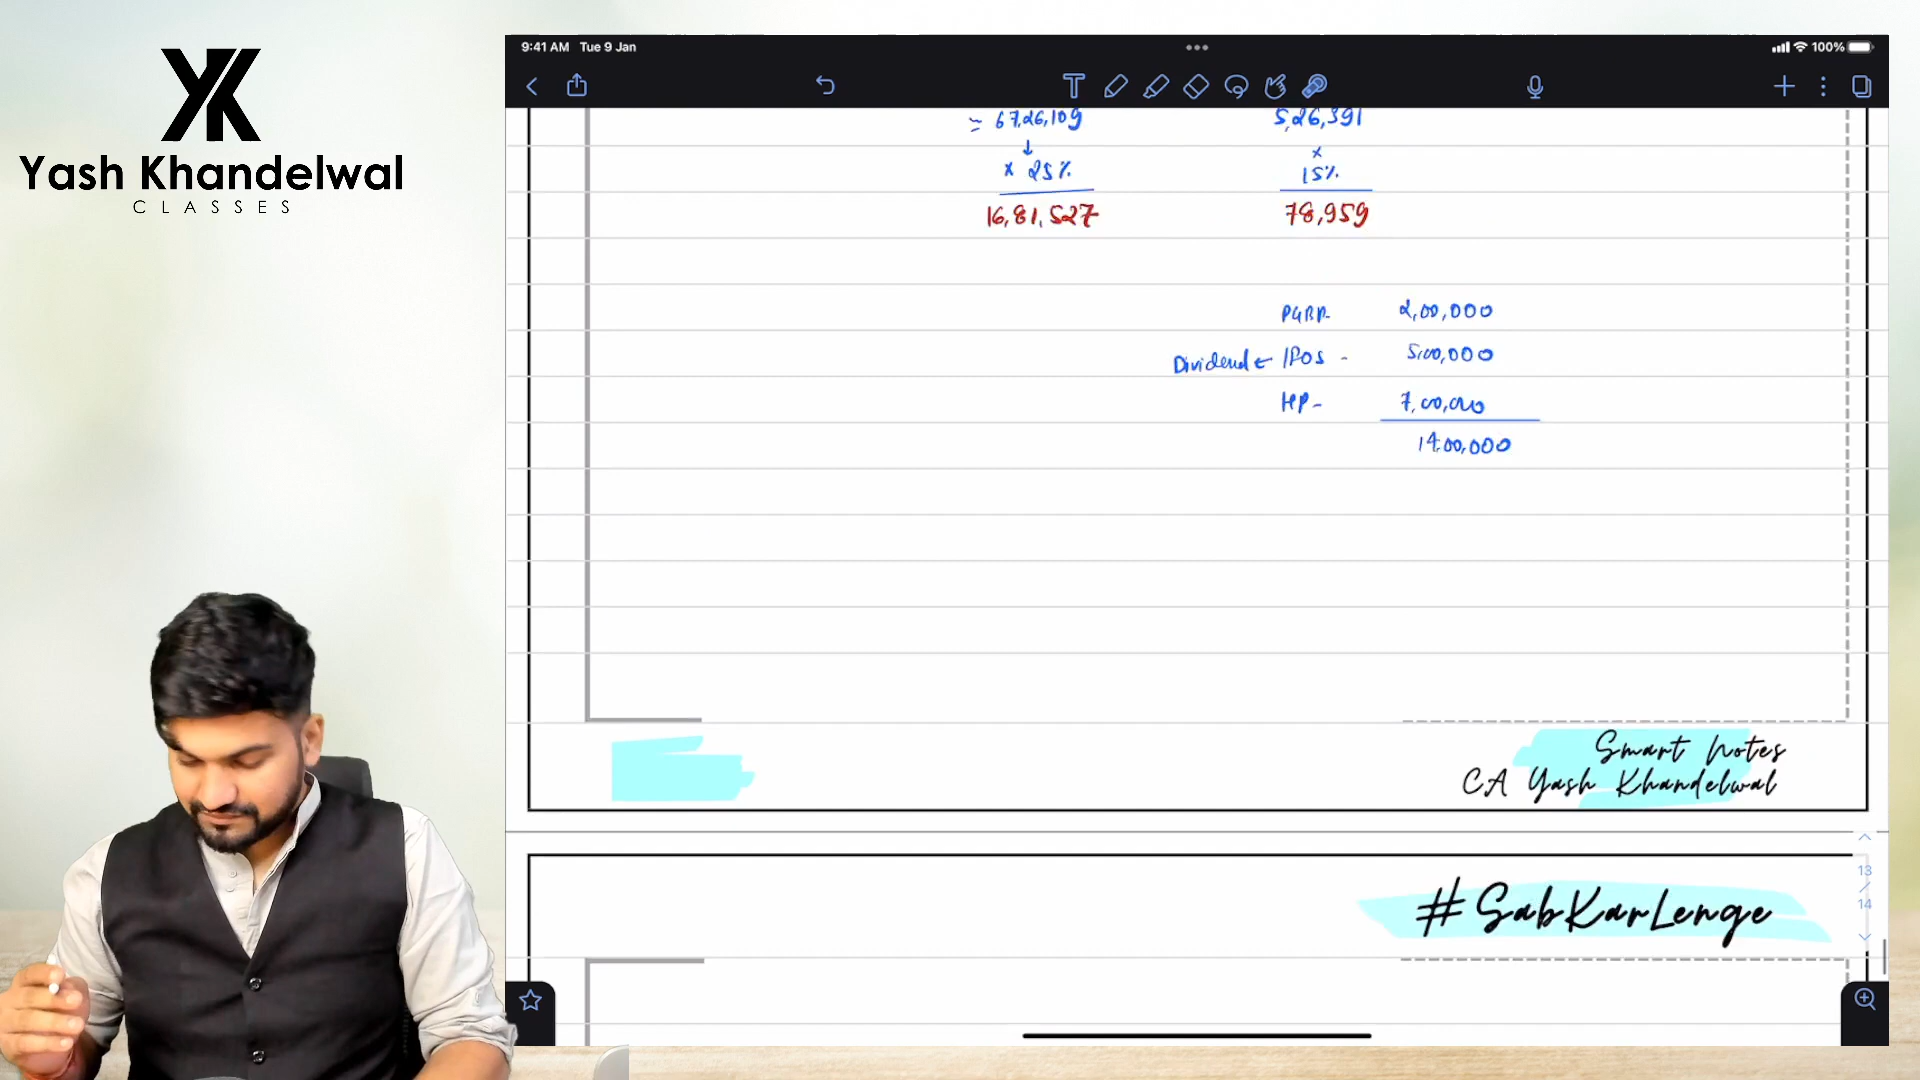 YK
Yash Khandelwal
CLASSES
9:41 AM Tue 9 Jan
100%
= 67,26,109 5,26,391
↓ ×
× 25% 15%
16,81,527 78,959
PGBP- 2,00,000
Dividend ← IFOS - 5,00,000
HP- 7,00,000
14,00,000
Smart Notes
CA Yash Khandelwal
13
/
14
#SabKarLenge